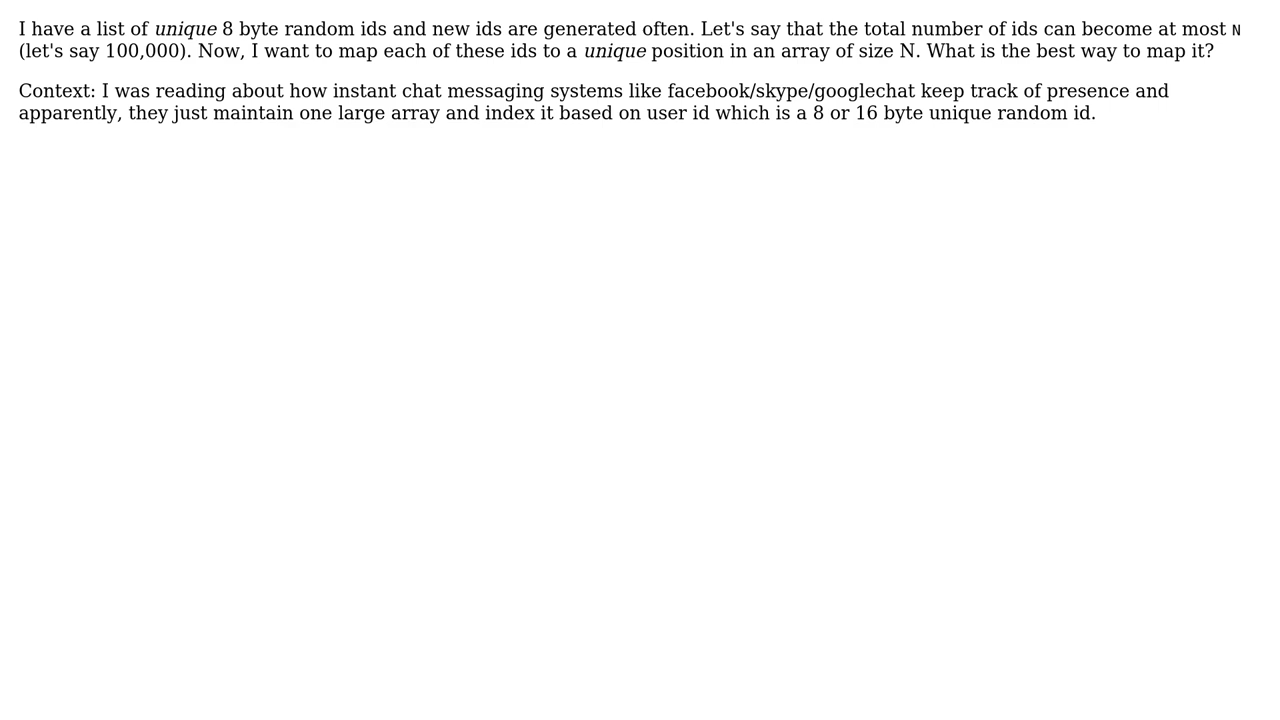 I have a list of unique 8 byte random ids and new ids are generated often. Let's say that the total number of ids can become at most N
(let's say 100,000). Now, I want to map each of these ids to a unique position in an array of size N. What is the best way to map it?
Context: I was reading about how instant chat messaging systems like facebook/skype/googlechat keep track of presence and
apparently, they just maintain one large array and index it based on user id which is a 8 or 16 byte unique random id.